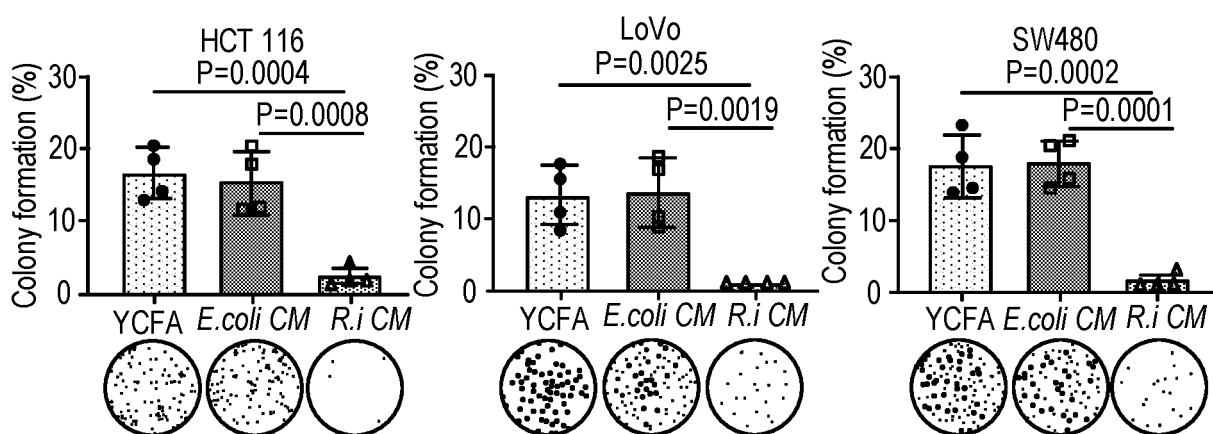 HCT 116
P=0.0004
P=0.0008
Colony formation (%)
30
20
10
0
YCFA E.coli CM R.i CM
LoVo
P=0.0025
P=0.0019
Colony formation (%)
30
20
10
0
YCFA E.coli CM R.i CM
SW480
P=0.0002
P=0.0001
Colony formation (%)
30
20
10
0
YCFA E.coli CM R.i CM